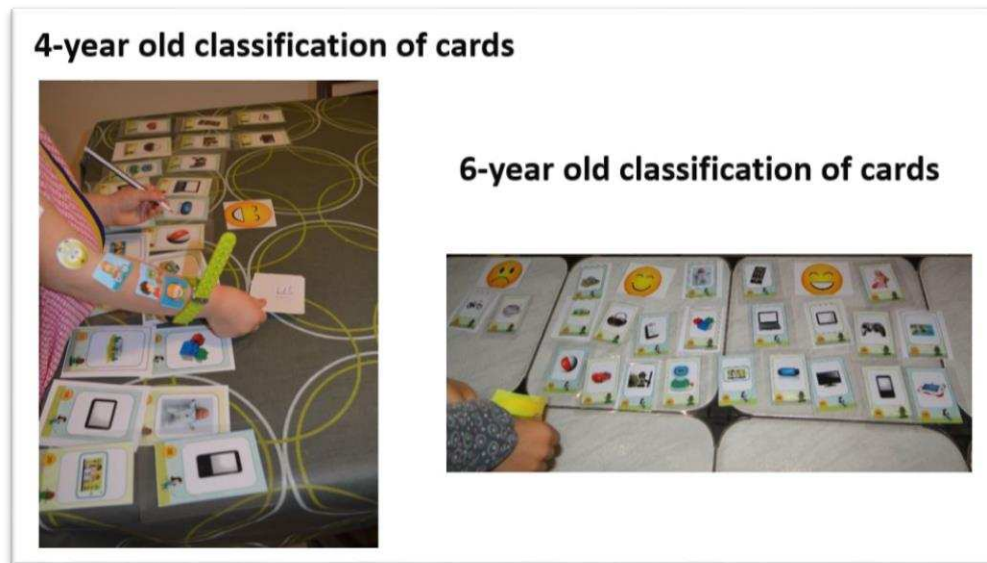 4-year old classification of cards
6-year old classification of cards